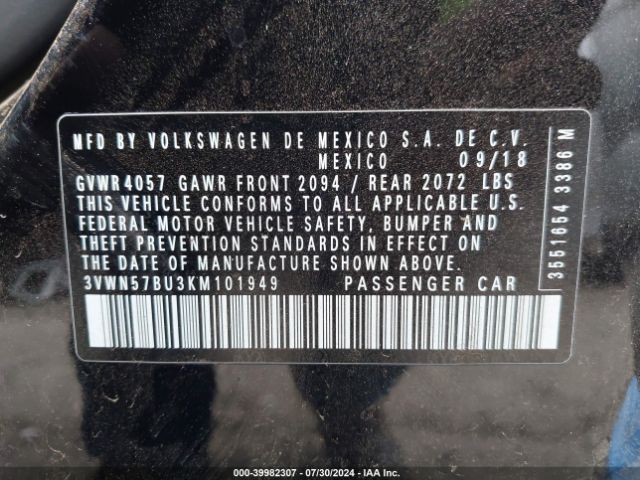 MFD BY VOLKSWAGEN DE MEXICO S.A. DE C.V.
MEXICO 09/18
GVWR 4057 GAWR FRONT 2094 / REAR 2072 LBS
THIS VEHICLE CONFORMS TO ALL APPLICABLE U.S.
FEDERAL MOTOR VEHICLE SAFETY, BUMPER AND
THEFT PREVENTION STANDARDS IN EFFECT ON
THE DATE OF MANUFACTURE SHOWN ABOVE.
3VWN57BU3KM101949 PASSENGER CAR
3551654 3386 M
000-39982307 - 07/30/2024 - IAA Inc.